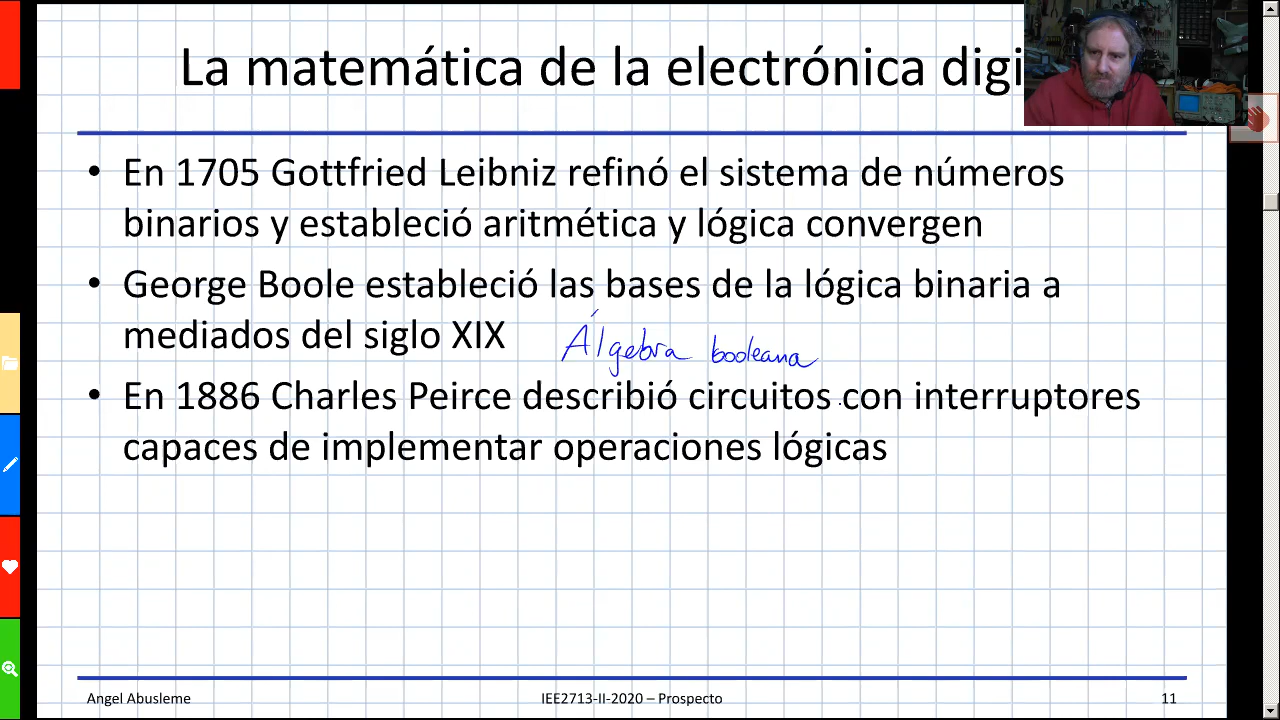 La matemática de la electrónica digi
• En 1705 Gottfried Leibniz refinó el sistema de números
binarios y estableció aritmética y lógica convergen
• George Boole estableció las bases de la lógica binaria a
mediados del siglo XIX
Álgebra booleana
• En 1886 Charles Peirce describió circuitos con interruptores
capaces de implementar operaciones lógicas
Angel Abusleme
IEE2713-II-2020 – Prospecto
11